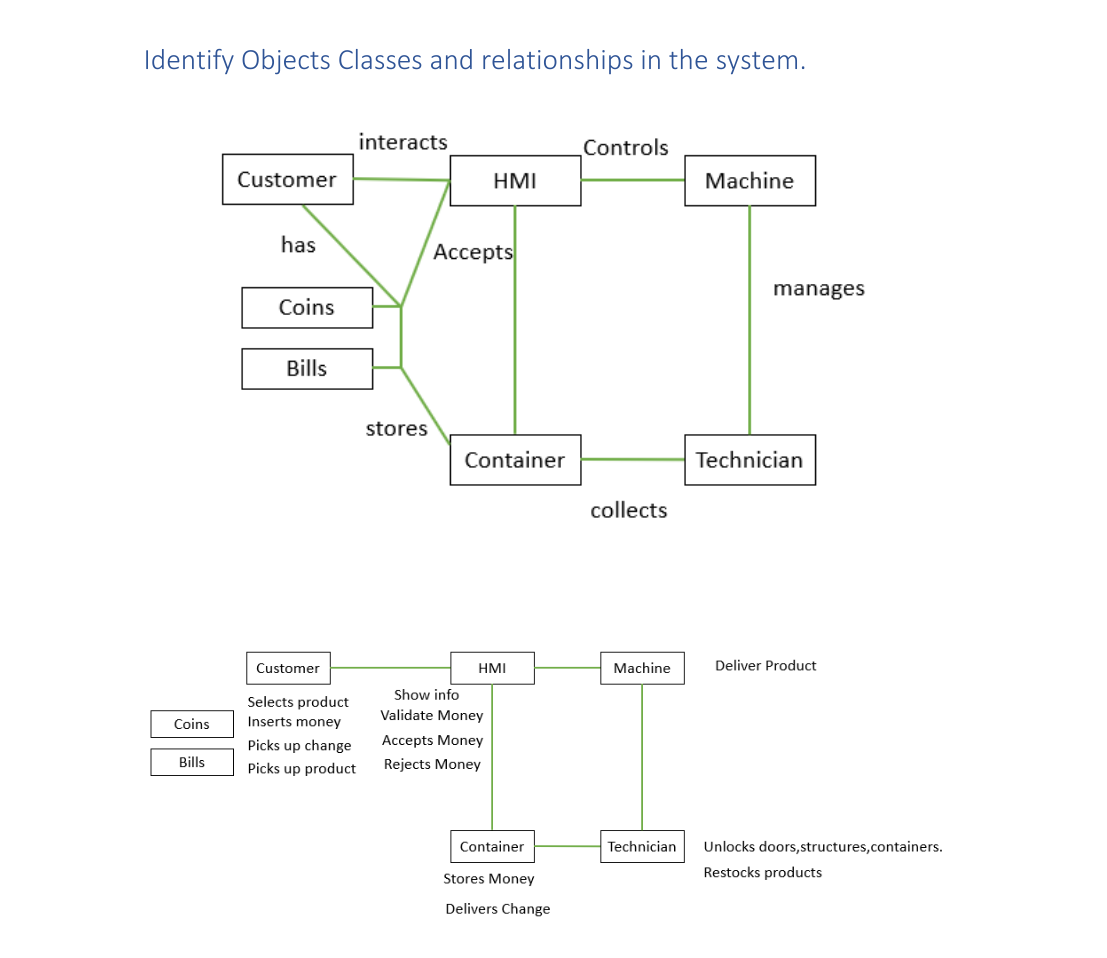 Identify Objects Classes and relationships in the system.
interacts
Controls
Customer
HMI
Machine
has
Accepts
manages
Coins
Bills
stores
Container
Technician
collects
Customer
HMI
Machine
Deliver Product
Selects product
Inserts money
Picks up change
Picks up product
Coins
Bills
Show info
Validate Money
Accepts Money
Rejects Money
Container
Technician
Unlocks doors,structures,containers.
Restocks products
Stores Money
Delivers Change